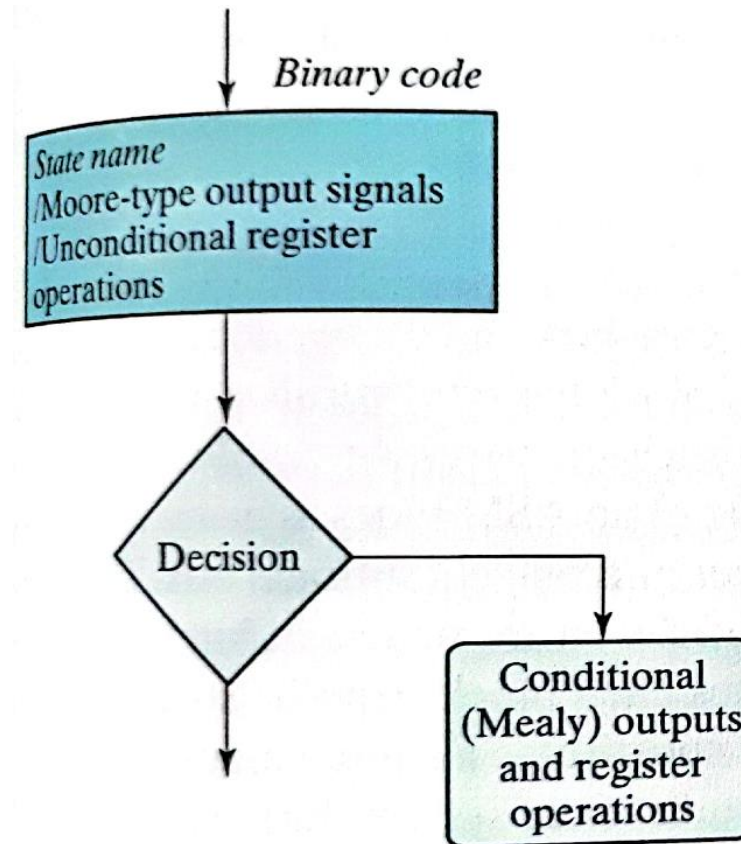 Binary code
State name
/Moore-type output signals
/Unconditional register
operations
Decision
Conditional
(Mealy) outputs
and register
operations